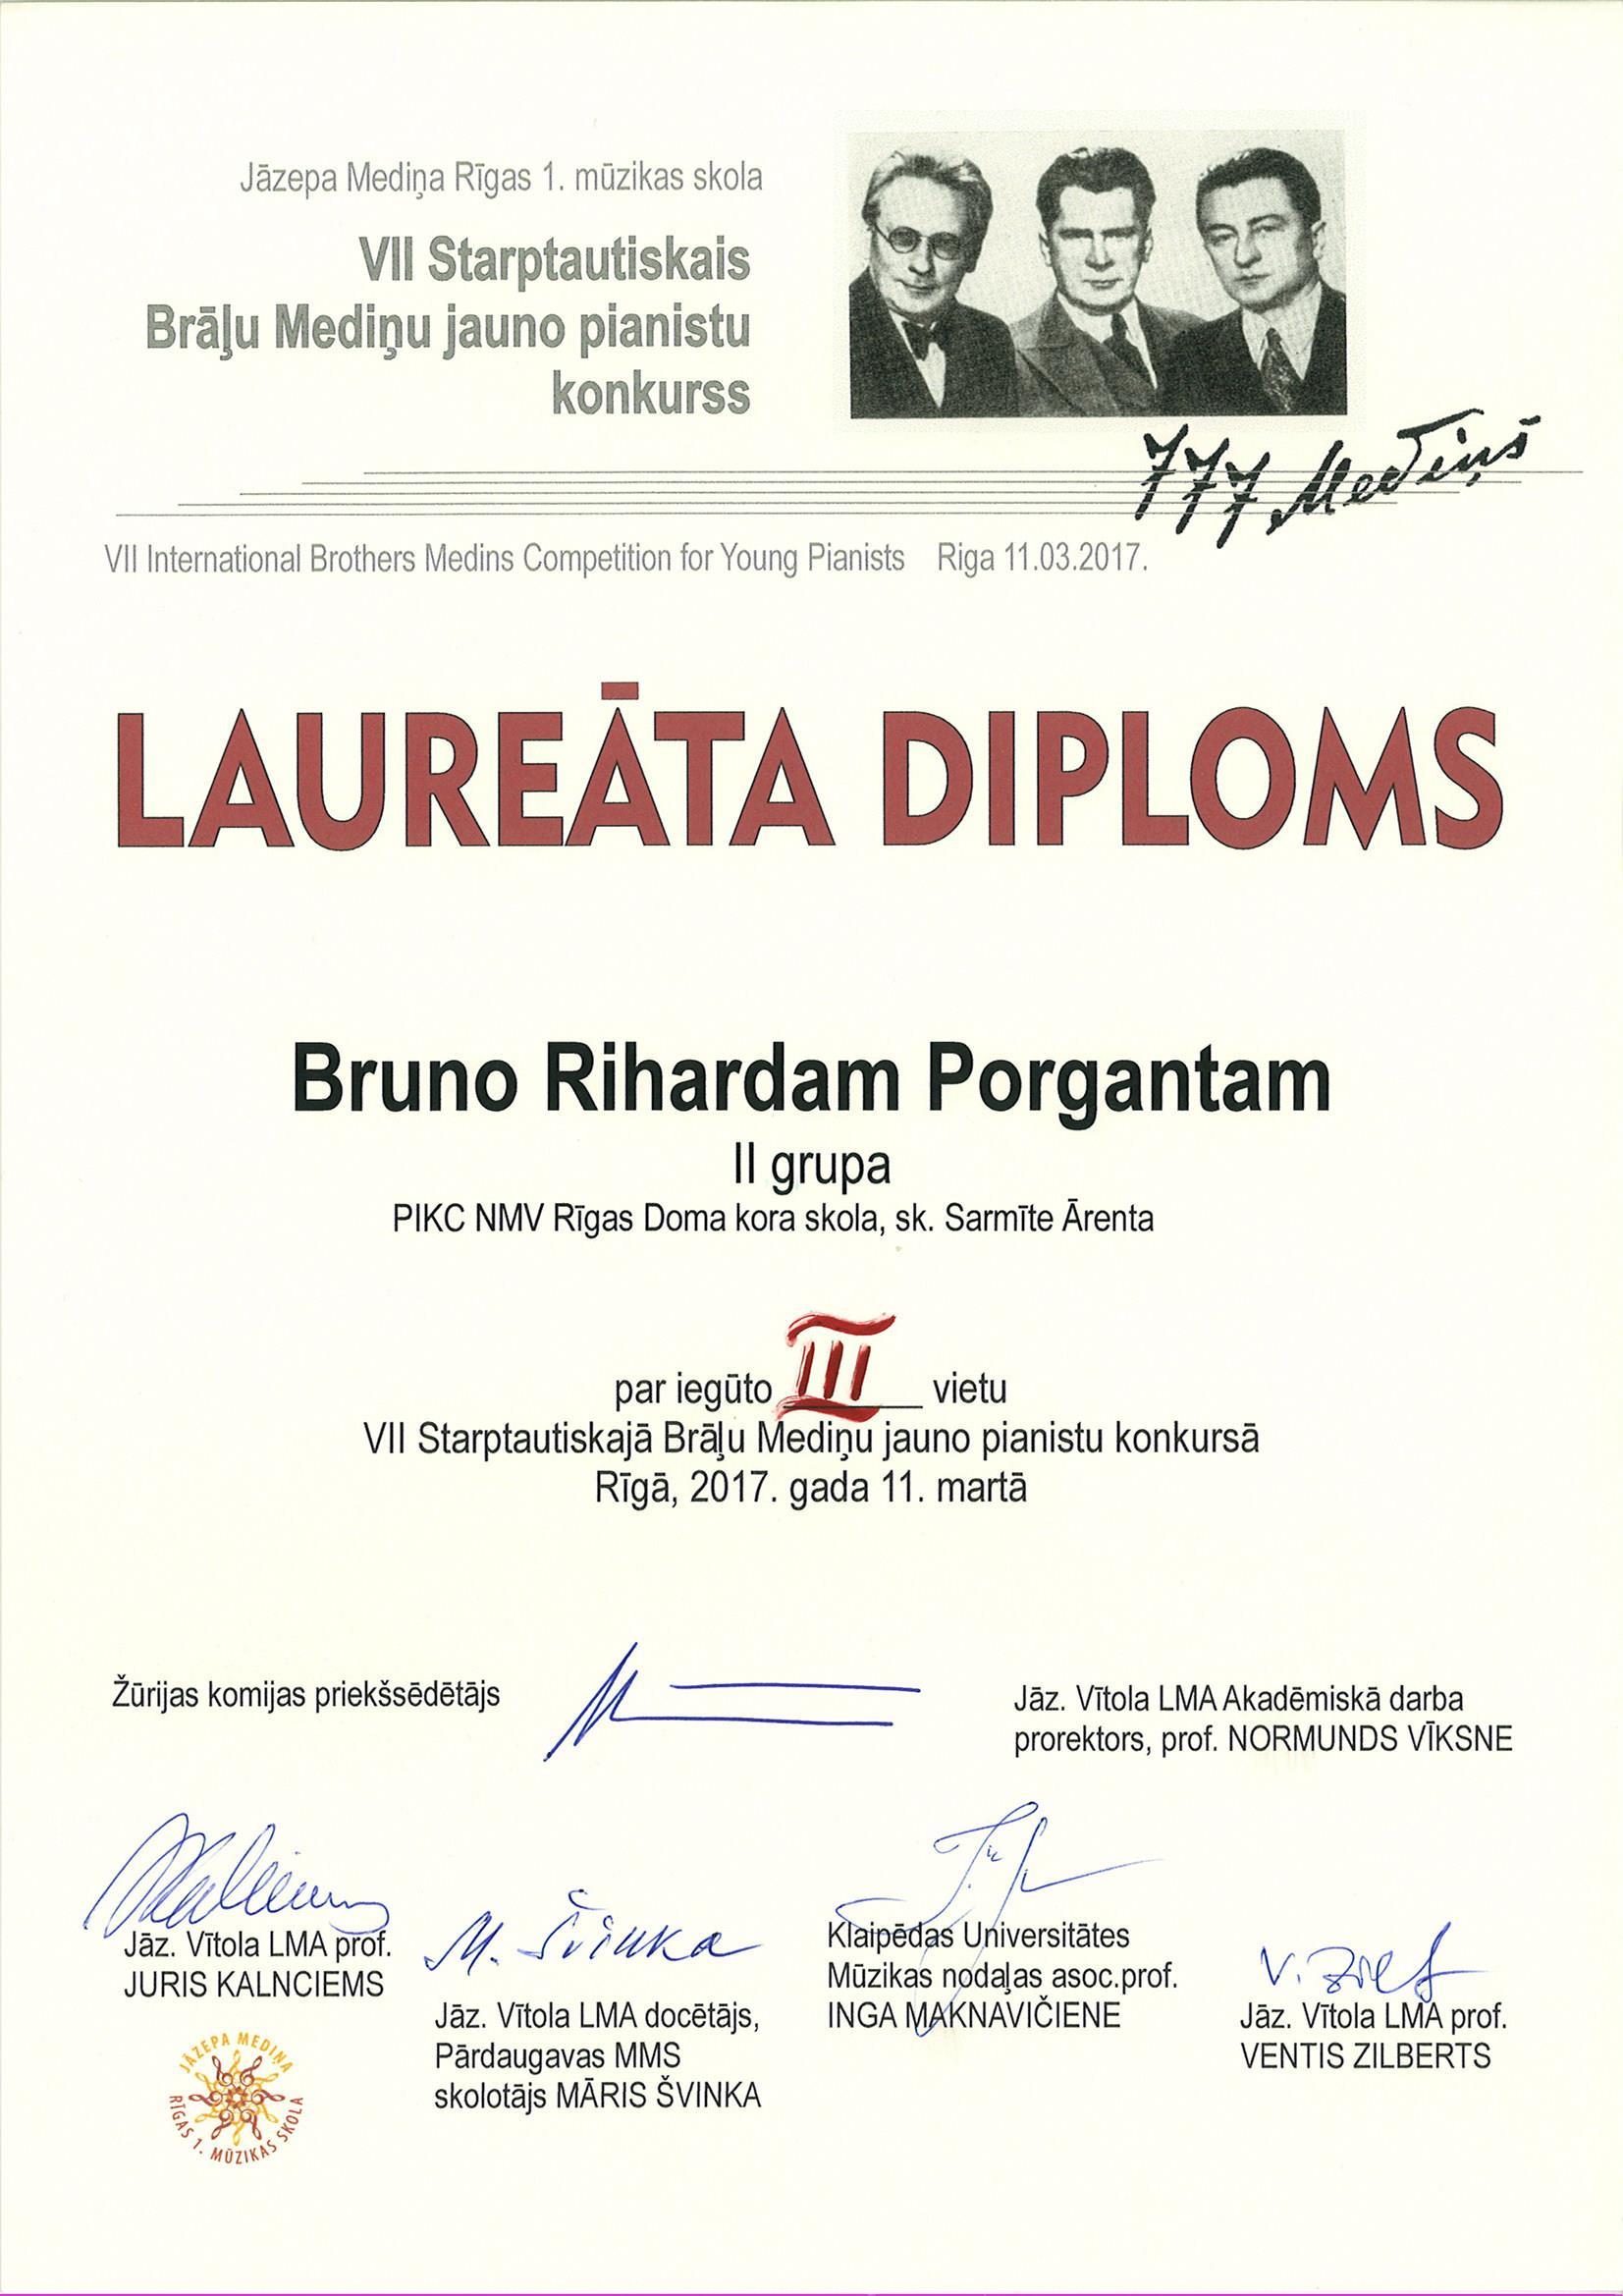 Jāzepa Mediņa Rīgas 1. mūzikas skola
VII Starptautiskais
Brāļu Mediņu jauno pianistu
konkurss
JJJ Mediņš
VII International Brothers Medins Competition for Young Pianists Riga 11.03.2017.
LAUREĀTA DIPLOMS
Bruno Rihardam Porgantam
II grupa
PIKC NMV Rīgas Doma kora skola, sk. Sarmīte Ārenta
par iegūto III vietu
VII Starptautiskajā Brāļu Mediņu jauno pianistu konkursā
Rīgā, 2017. gada 11. martā
Žūrijas komijas priekšsēdētājs
Jāz. Vītola LMA Akadēmiskā darba
prorektors, prof. NORMUNDS VĪKSNE
Jāz. Vītola LMA prof.
JURIS KALNCIEMS
M. Švinka
Jāz. Vītola LMA docētājs,
Pārdaugavas MMS
skolotājs MĀRIS ŠVINKA
Klaipēdas Universitātes
Mūzikas nodaļas asoc.prof.
INGA MAKNAVIČIENE
Jāz. Vītola LMA prof.
VENTIS ZILBERTS
JĀZEPA MEDIŅA
RĪGAS 1. MŪZIKAS SKOLA